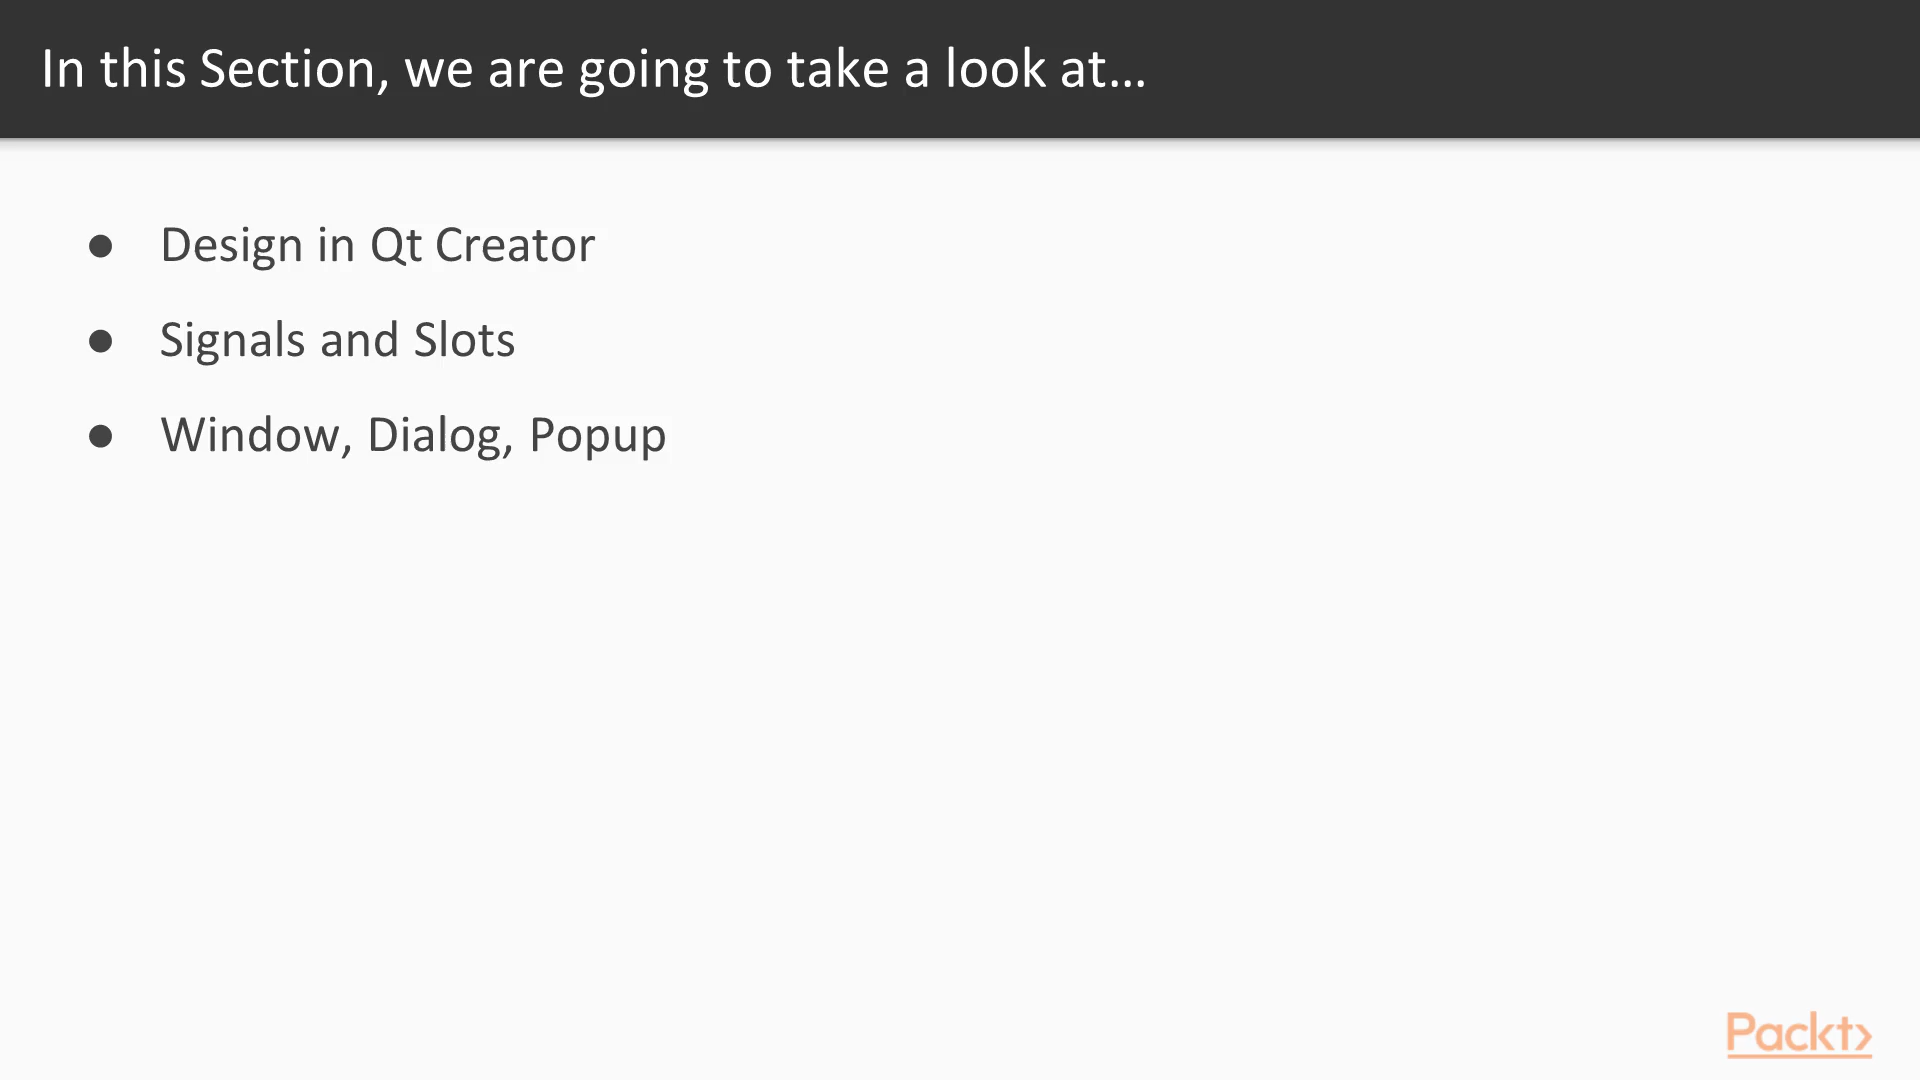 In this Section, we are going to take a look at...
● Design in Qt Creator
● Signals and Slots
● Window, Dialog, Popup
Packt>